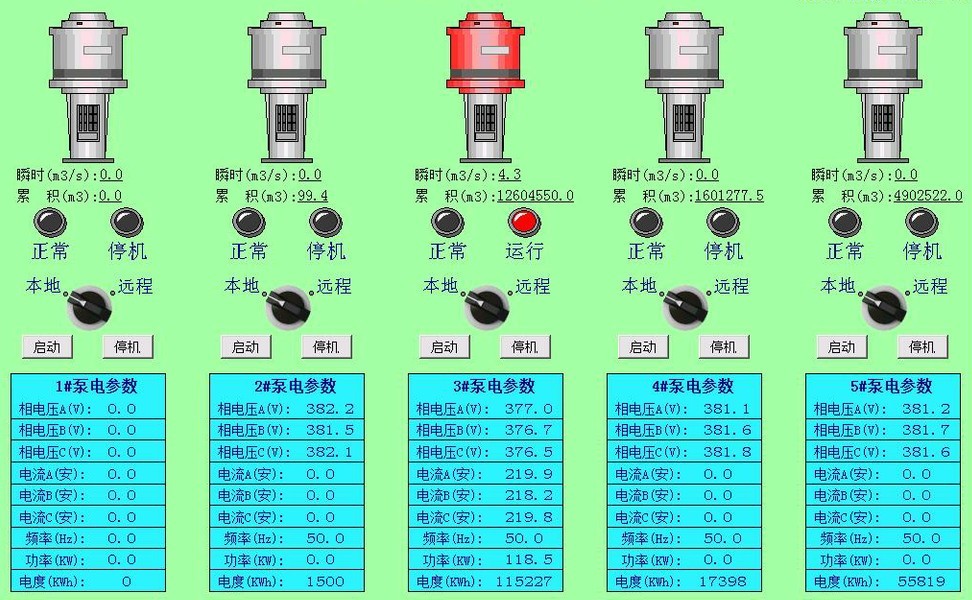 瞬时(m3/s):0.0
累 积(m3):0.0
正常 停机
本地 远程
启动 停机
1#泵电参数
相电压A(V): 0.0
相电压B(V): 0.0
相电压C(V): 0.0
电流A(安): 0.0
电流B(安): 0.0
电流C(安): 0.0
频率(Hz): 0.0
功率(KW): 0.0
电度(KWh): 0
瞬时(m3/s):0.0
累 积(m3):99.4
正常 停机
本地 远程
启动 停机
2#泵电参数
相电压A(V): 382.2
相电压B(V): 381.5
相电压C(V): 382.1
电流A(安): 0.0
电流B(安): 0.0
电流C(安): 0.0
频率(Hz): 50.0
功率(KW): 0.0
电度(KWh): 1500
瞬时(m3/s):4.3
累 积(m3):12604550.0
正常 运行
本地 远程
启动 停机
3#泵电参数
相电压A(V): 377.0
相电压B(V): 376.7
相电压C(V): 376.5
电流A(安): 219.9
电流B(安): 218.2
电流C(安): 219.8
频率(Hz): 50.0
功率(KW): 118.5
电度(KWh): 115227
瞬时(m3/s):0.0
累 积(m3):1601277.5
正常 停机
本地 远程
启动 停机
4#泵电参数
相电压A(V): 381.1
相电压B(V): 381.6
相电压C(V): 381.8
电流A(安): 0.0
电流B(安): 0.0
电流C(安): 0.0
频率(Hz): 50.0
功率(KW): 0.0
电度(KWh): 17398
瞬时(m3/s):0.0
累 积(m3):4902522.0
正常 停机
本地 远程
启动 停机
5#泵电参数
相电压A(V): 381.2
相电压B(V): 381.7
相电压C(V): 381.6
电流A(安): 0.0
电流B(安): 0.0
电流C(安): 0.0
频率(Hz): 50.0
功率(KW): 0.0
电度(KWh): 55819